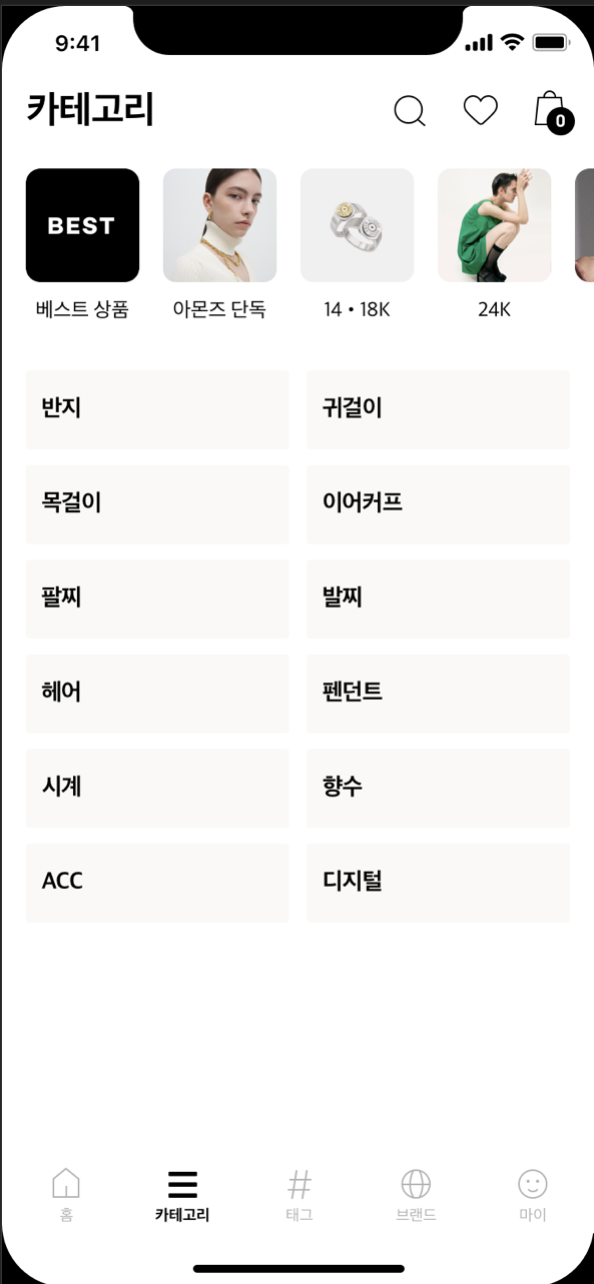 9:41
카테고리
0
BEST
베스트 상품
아몬즈 단독
14 • 18K
24K
반지
귀걸이
목걸이
이어커프
팔찌
발찌
헤어
펜던트
시계
향수
ACC
디지털
홈
카테고리
태그
브랜드
마이